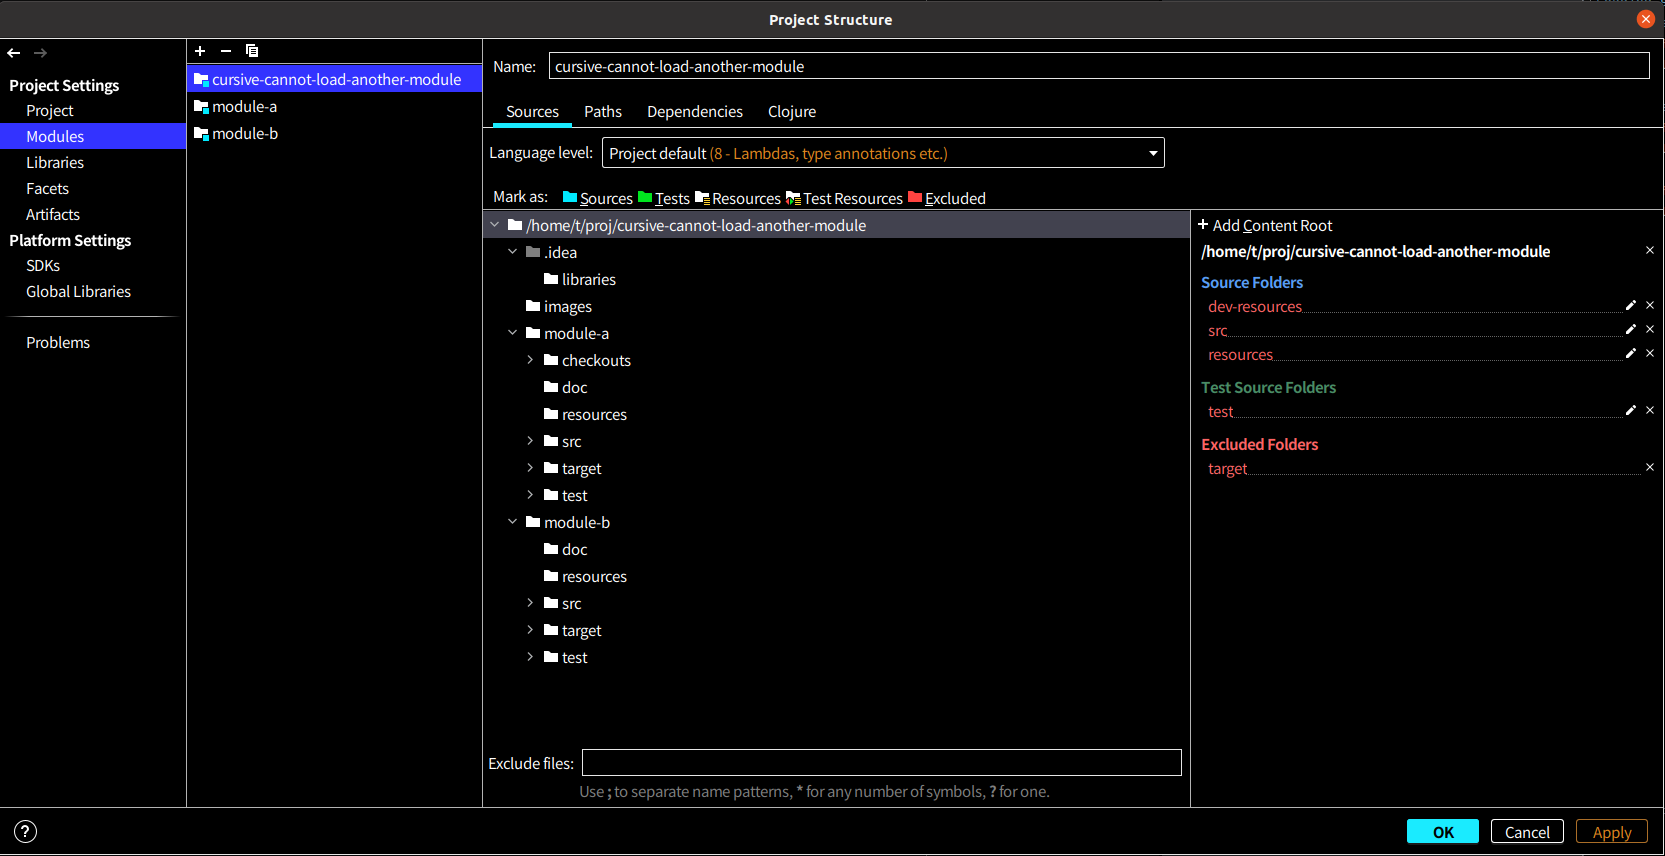 Project Structure
Project Settings
Project
Modules
Libraries
Facets
Artifacts
Platform Settings
SDKs
Global Libraries
Problems
cursive-cannot-load-another-module
module-a
module-b
Name: cursive-cannot-load-another-module
Sources Paths Dependencies Clojure
Language level: Project default (8 - Lambdas, type annotations etc.)
Mark as: Sources Tests Resources Test Resources Excluded
/home/t/proj/cursive-cannot-load-another-module
.idea
libraries
images
module-a
checkouts
doc
resources
src
target
test
module-b
doc
resources
src
target
test
Exclude files:
Use ; to separate name patterns, * for any number of symbols, ? for one.
+ Add Content Root
/home/t/proj/cursive-cannot-load-another-module
Source Folders
dev-resources
src
resources
Test Source Folders
test
Excluded Folders
target
?
OK Cancel Apply